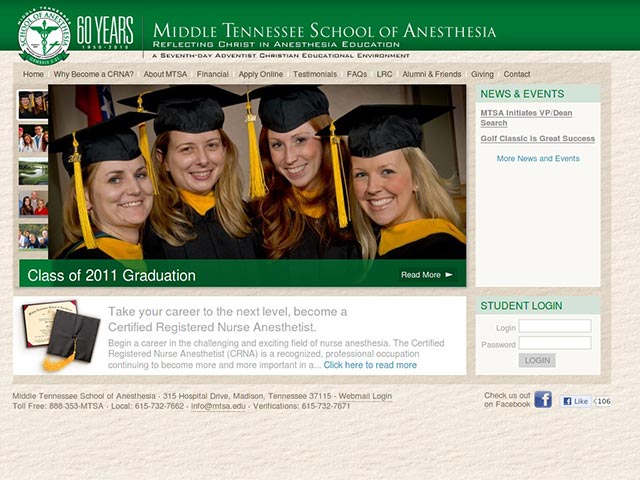 MIDDLE TENNESSEE
SCHOOL OF ANESTHESIA
GENESIS 2:21
60 YEARS
1950-2010
MIDDLE TENNESSEE SCHOOL OF ANESTHESIA
REFLECTING CHRIST IN ANESTHESIA EDUCATION
A SEVENTH-DAY ADVENTIST CHRISTIAN EDUCATIONAL ENVIRONMENT
Home Why Become a CRNA? About MTSA Financial Apply Online Testimonials FAQs LRC Alumni & Friends Giving Contact
NEWS & EVENTS
MTSA Initiates VP/Dean
Search
Golf Classic is Great Success
More News and Events
Class of 2011 Graduation
Read More
Take your career to the next level, become a
Certified Registered Nurse Anesthetist.
Begin a career in the challenging and exciting field of nurse anesthesia. The Certified
Registered Nurse Anesthetist (CRNA) is a recognized, professional occupation
continuing to become more and more important in a... Click here to read more
STUDENT LOGIN
Login
Password
LOGIN
Middle Tennessee School of Anesthesia · 315 Hospital Drive, Madison, Tennessee 37115 - Webmail Login
Toll Free: 888-353-MTSA · Local: 615-732-7662 · info@mtsa.edu · Verifications: 615-732-7671
Check us out
on Facebook
f
Like 106